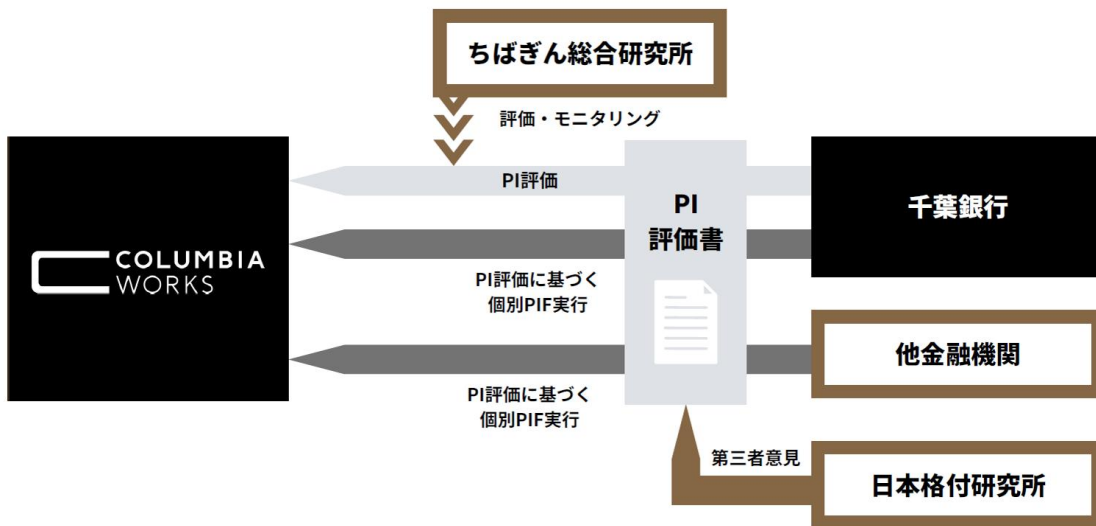 ちばぎん総合研究所
評価・モニタリング
PI評価
PI
評価書
千葉銀行
COLUMBIA
WORKS
PI評価に基づく
個別PIF実行
他金融機関
PI評価に基づく
個別PIF実行
第三者意見
日本格付研究所